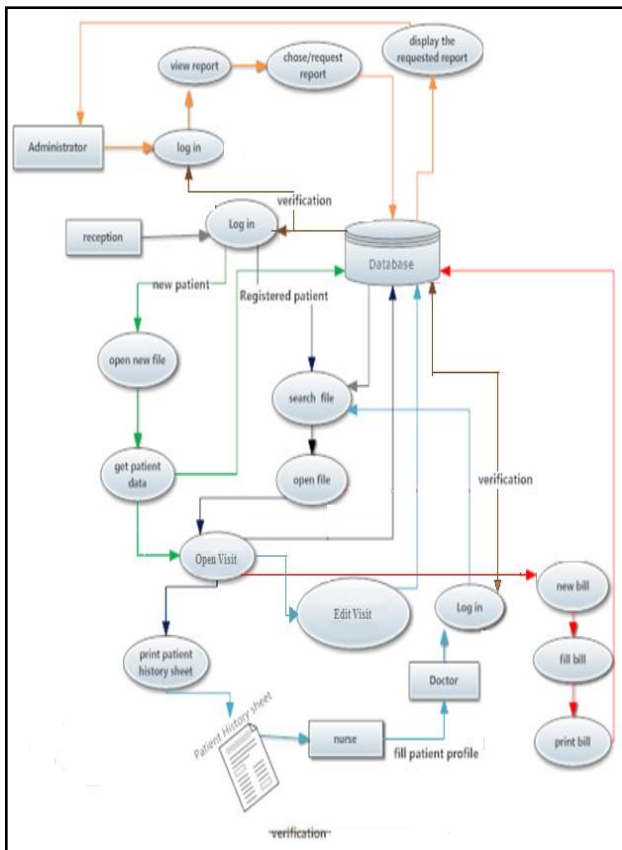 display the
requested report
chose/request
report
view report
Administrator
log in
verification
Log in
reception
Database
new patient
Registered patient
open new file
search file
get patient
data
open file
verification
Open Visit
new bill
Edit Visit
Log in
print patient
history sheet
fill bill
Doctor
Patient History sheet
nurse
fill patient profile
print bill
verification